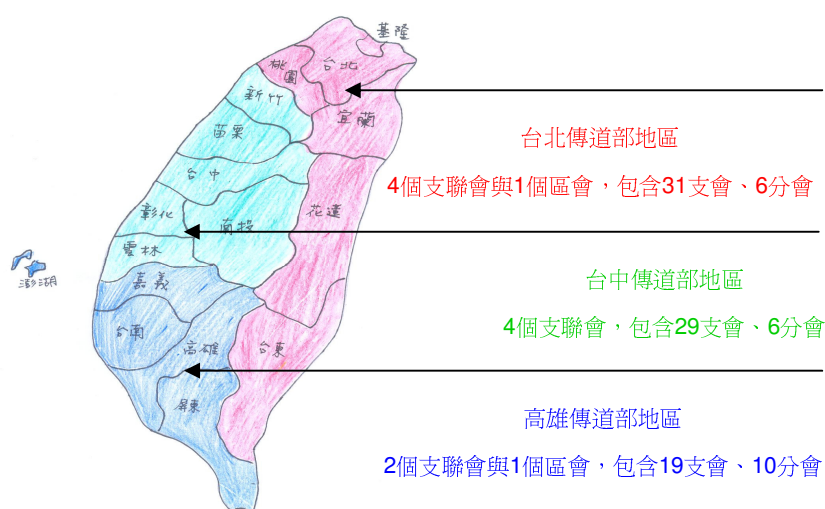 基隆
桃園
台北
新竹
宜蘭
苗栗
台中
彰化
南投
花蓮
雲林
嘉義
澎湖
台南
高雄
台東
屏東
台北傳道部地區
4個支聯會與1個區會，包含31支會、6分會
台中傳道部地區
4個支聯會，包含29支會、6分會
高雄傳道部地區
2個支聯會與1個區會，包含19支會、10分會